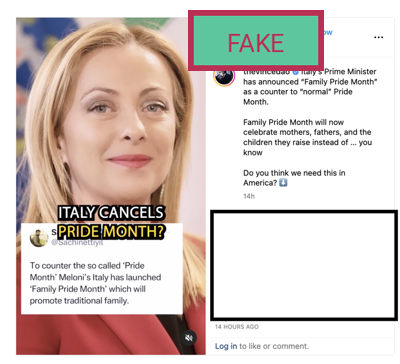 FAKE
ow
thevincedao Italy's Prime Minister
has announced "Family Pride Month"
as a counter to "normal" Pride
Month.
Family Pride Month will now
celebrate mothers, fathers, and the
children they raise instead of ... you
know
Do you think we need this in
America? ⬇️
14h
ITALY CANCELS
PRIDE MONTH?
S
@Sachinettiyil
To counter the so called 'Pride
Month' Meloni's Italy has launched
'Family Pride Month' which will
promote traditional family.
14 HOURS AGO
Log in to like or comment.